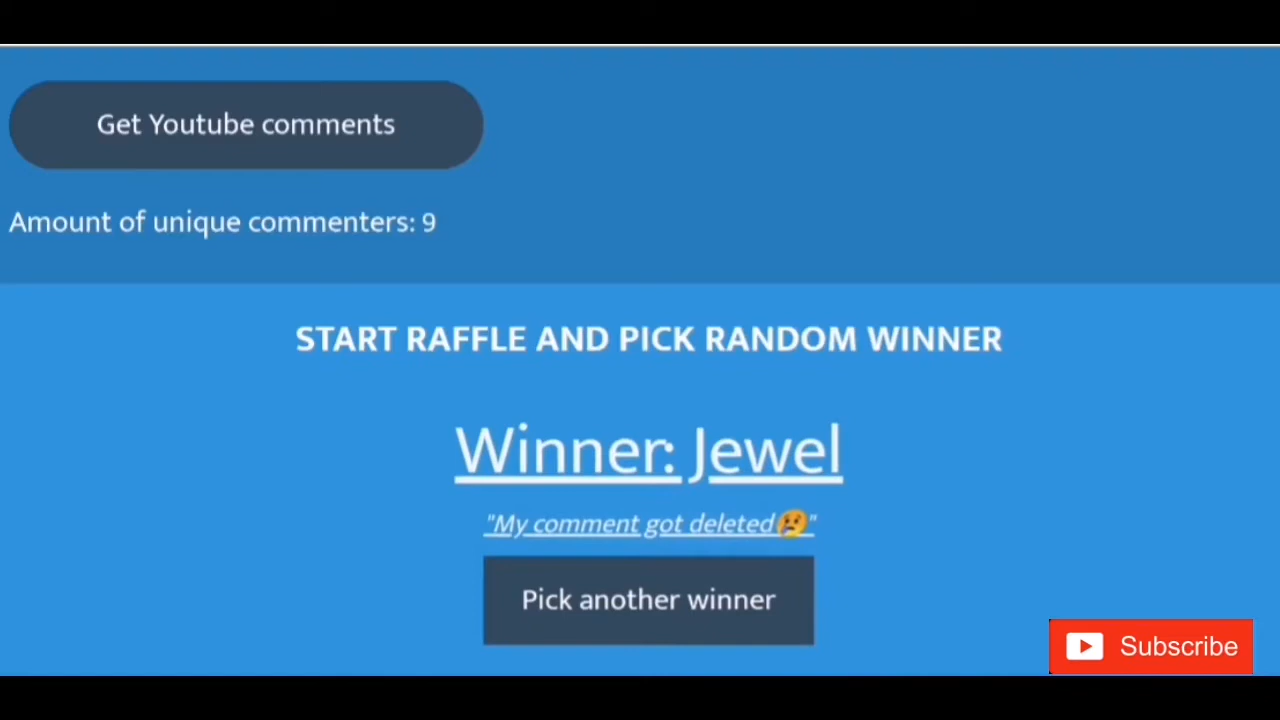 Get Youtube comments
Amount of unique commenters: 9
START RAFFLE AND PICK RANDOM WINNER
Winner: Jewel
"My comment got deleted😢"
Pick another winner
Subscribe